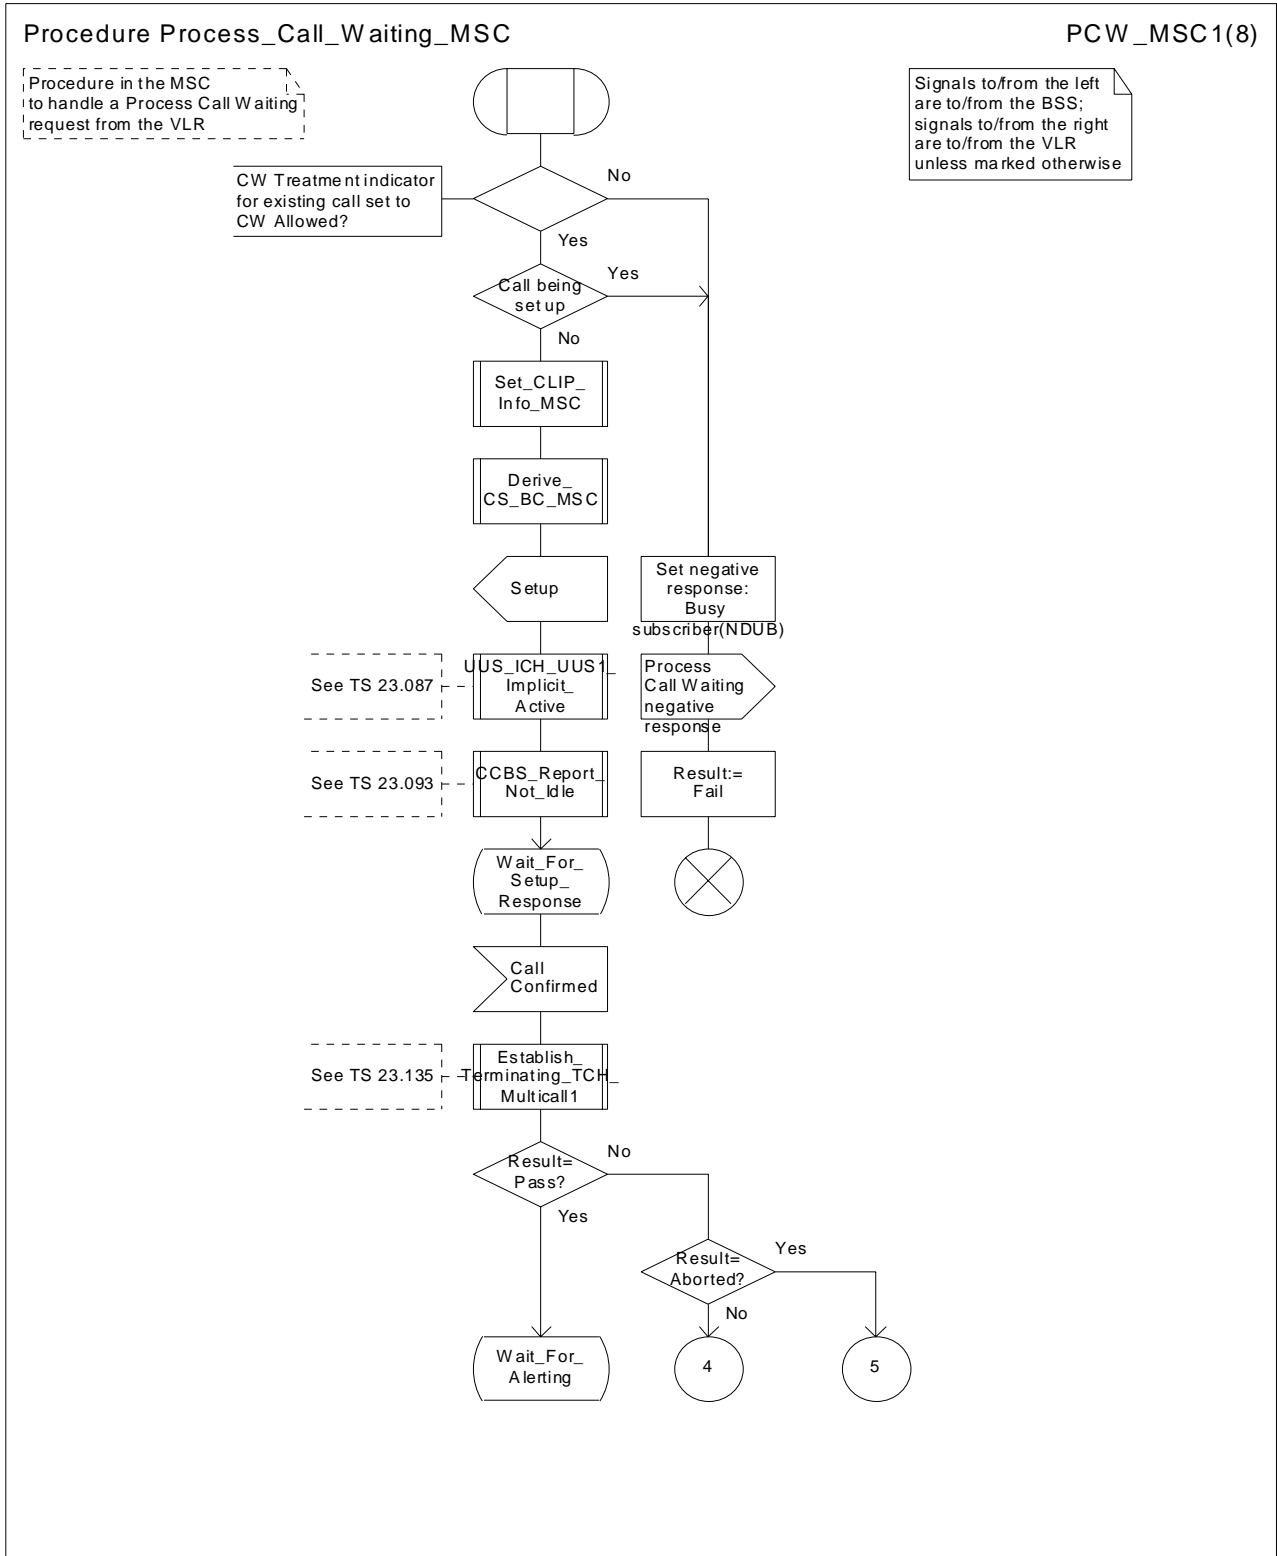 Procedure Process_Call_Waiting_MSC
PCW_MSC1(8)
Procedure in the MSC
to handle a Process Call Waiting
request from the VLR
Signals to/from the left
are to/from the BSS;
signals to/from the right
are to/from the VLR
unless marked otherwise
CW Treatment indicator
for existing call set to
CW Allowed?
No
Yes
Call being
set up
Yes
No
Set_CLIP_
Info_MSC
Derive_
CS_BC_MSC
Setup
Set negative
response:
Busy
subscriber(NDUB)
See TS 23.087
UUS_ICH_UUS1_
Implicit_
Active
Process
Call Waiting
negative
response
See TS 23.093
CCBS_Report_
Not_Idle
Result:=
Fail
Wait_For_
Setup_
Response
Call
Confirmed
See TS 23.135
Establish_
Terminating_TCH_
Multicall1
Result=
Pass?
No
Yes
Result=
Aborted?
Yes
No
Wait_For_
Alerting
4
5